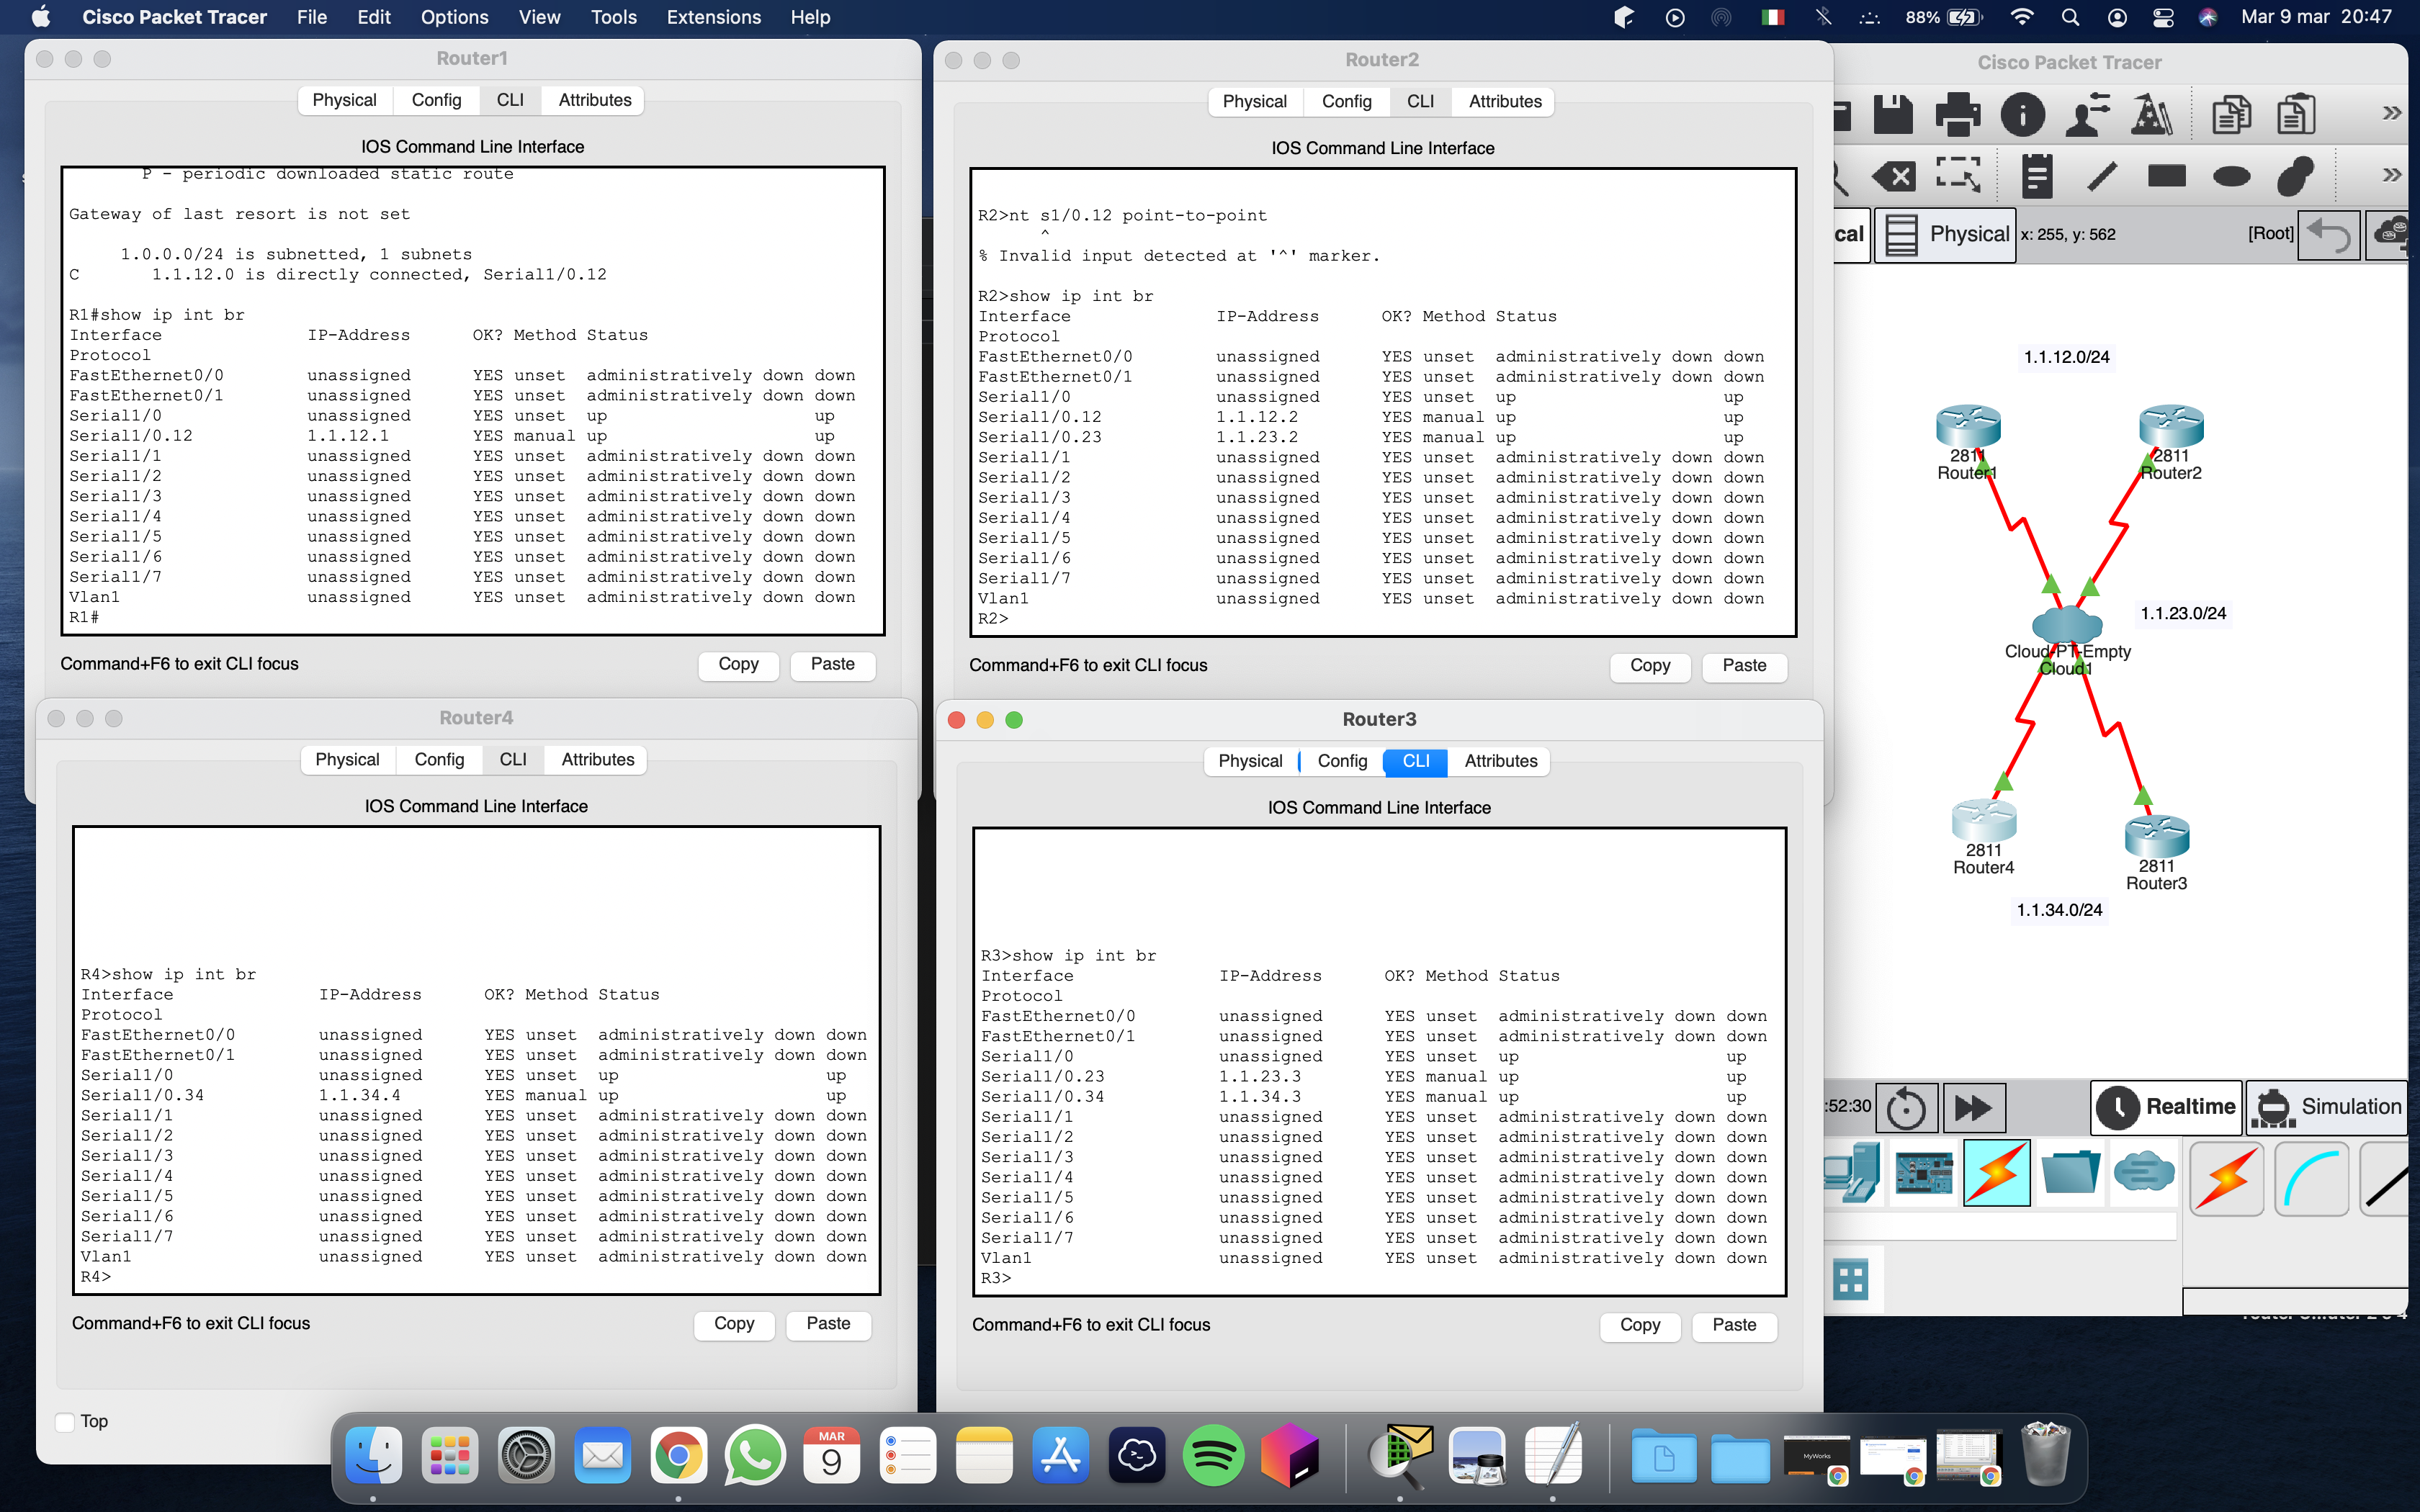 Cisco Packet Tracer File Edit Options View Tools Extensions Help 88% Mar 9 mar 20:47
Router1
Physical Config CLI Attributes
IOS Command Line Interface
P - periodic downloaded static route
Gateway of last resort is not set
1.0.0.0/24 is subnetted, 1 subnets
C 1.1.12.0 is directly connected, Serial1/0.12
R1#show ip int br
Interface IP-Address OK? Method Status
Protocol
FastEthernet0/0 unassigned YES unset administratively down down
FastEthernet0/1 unassigned YES unset administratively down down
Serial1/0 unassigned YES unset up up
Serial1/0.12 1.1.12.1 YES manual up up
Serial1/1 unassigned YES unset administratively down down
Serial1/2 unassigned YES unset administratively down down
Serial1/3 unassigned YES unset administratively down down
Serial1/4 unassigned YES unset administratively down down
Serial1/5 unassigned YES unset administratively down down
Serial1/6 unassigned YES unset administratively down down
Serial1/7 unassigned YES unset administratively down down
Vlan1 unassigned YES unset administratively down down
R1#
Command+F6 to exit CLI focus
Copy Paste
Router2
Physical Config CLI Attributes
IOS Command Line Interface
R2>nt s1/0.12 point-to-point
^
% Invalid input detected at '^' marker.
R2>show ip int br
Interface IP-Address OK? Method Status
Protocol
FastEthernet0/0 unassigned YES unset administratively down down
FastEthernet0/1 unassigned YES unset administratively down down
Serial1/0 unassigned YES unset up up
Serial1/0.12 1.1.12.2 YES manual up up
Serial1/0.23 1.1.23.2 YES manual up up
Serial1/1 unassigned YES unset administratively down down
Serial1/2 unassigned YES unset administratively down down
Serial1/3 unassigned YES unset administratively down down
Serial1/4 unassigned YES unset administratively down down
Serial1/5 unassigned YES unset administratively down down
Serial1/6 unassigned YES unset administratively down down
Serial1/7 unassigned YES unset administratively down down
Vlan1 unassigned YES unset administratively down down
R2>
Command+F6 to exit CLI focus
Copy Paste
Router4
Physical Config CLI Attributes
IOS Command Line Interface
R4>show ip int br
Interface IP-Address OK? Method Status
Protocol
FastEthernet0/0 unassigned YES unset administratively down down
FastEthernet0/1 unassigned YES unset administratively down down
Serial1/0 unassigned YES unset up up
Serial1/0.34 1.1.34.4 YES manual up up
Serial1/1 unassigned YES unset administratively down down
Serial1/2 unassigned YES unset administratively down down
Serial1/3 unassigned YES unset administratively down down
Serial1/4 unassigned YES unset administratively down down
Serial1/5 unassigned YES unset administratively down down
Serial1/6 unassigned YES unset administratively down down
Serial1/7 unassigned YES unset administratively down down
Vlan1 unassigned YES unset administratively down down
R4>
Command+F6 to exit CLI focus
Copy Paste
Top
Router3
Physical Config CLI Attributes
IOS Command Line Interface
R3>show ip int br
Interface IP-Address OK? Method Status
Protocol
FastEthernet0/0 unassigned YES unset administratively down down
FastEthernet0/1 unassigned YES unset administratively down down
Serial1/0 unassigned YES unset up up
Serial1/0.23 1.1.23.3 YES manual up up
Serial1/0.34 1.1.34.3 YES manual up up
Serial1/1 unassigned YES unset administratively down down
Serial1/2 unassigned YES unset administratively down down
Serial1/3 unassigned YES unset administratively down down
Serial1/4 unassigned YES unset administratively down down
Serial1/5 unassigned YES unset administratively down down
Serial1/6 unassigned YES unset administratively down down
Serial1/7 unassigned YES unset administratively down down
Vlan1 unassigned YES unset administratively down down
R3>
Command+F6 to exit CLI focus
Copy Paste
Cisco Packet Tracer
cal Physical x: 255, y: 562 [Root]
1.1.12.0/24
2811
Router1
2811
Router2
1.1.23.0/24
Cloud-PT-Empty
Cloud1
2811
Router4
2811
Router3
1.1.34.0/24
:52:30 Realtime Simulation
MAR
9
MyWorks